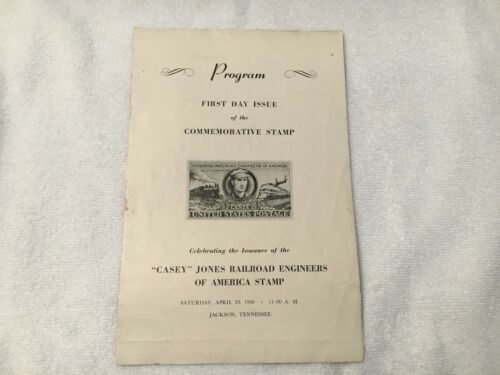 Program
FIRST DAY ISSUE
of the
COMMEMORATIVE STAMP
HONORING RAILROAD ENGINEERS OF AMERICA
UNITED STATES POSTAGE
Celebrating the Issuance of the
"CASEY" JONES RAILROAD ENGINEERS
OF AMERICA STAMP
SATURDAY, APRIL 29, 1950 • 11:00 A. M.
JACKSON, TENNESSEE